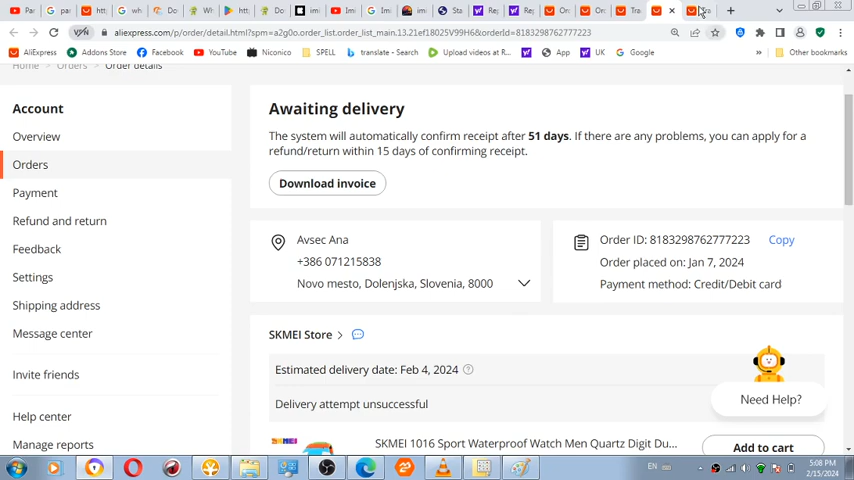 aliexpress.com/p/order/detail.html?spm=a2g0o.order_list.order_list_main.13.21ef18025V99H6&orderId=8183298762777223
AliExpress
Addons Store
Facebook
YouTube
Niconico
SPELL
translate - Search
Upload videos at R...
App
UK
Google
»
Other bookmarks
Home
Orders
Order details
Account
Overview
Orders
Payment
Refund and return
Feedback
Settings
Shipping address
Message center
Invite friends
Help center
Manage reports
Awaiting delivery
The system will automatically confirm receipt after 51 days. If there are any problems, you can apply for a
refund/return within 15 days of confirming receipt.
Download invoice
Avsec Ana
+386 071215838
Novo mesto, Dolenjska, Slovenia, 8000
Order ID: 8183298762777223 Copy
Order placed on: Jan 7, 2024
Payment method: Credit/Debit card
SKMEI Store
Estimated delivery date: Feb 4, 2024
Delivery attempt unsuccessful
Need Help?
SKMEI
SKMEI 1016 Sport Waterproof Watch Men Quartz Digit Du...
Add to cart
EN
5:08 PM
2/15/2024